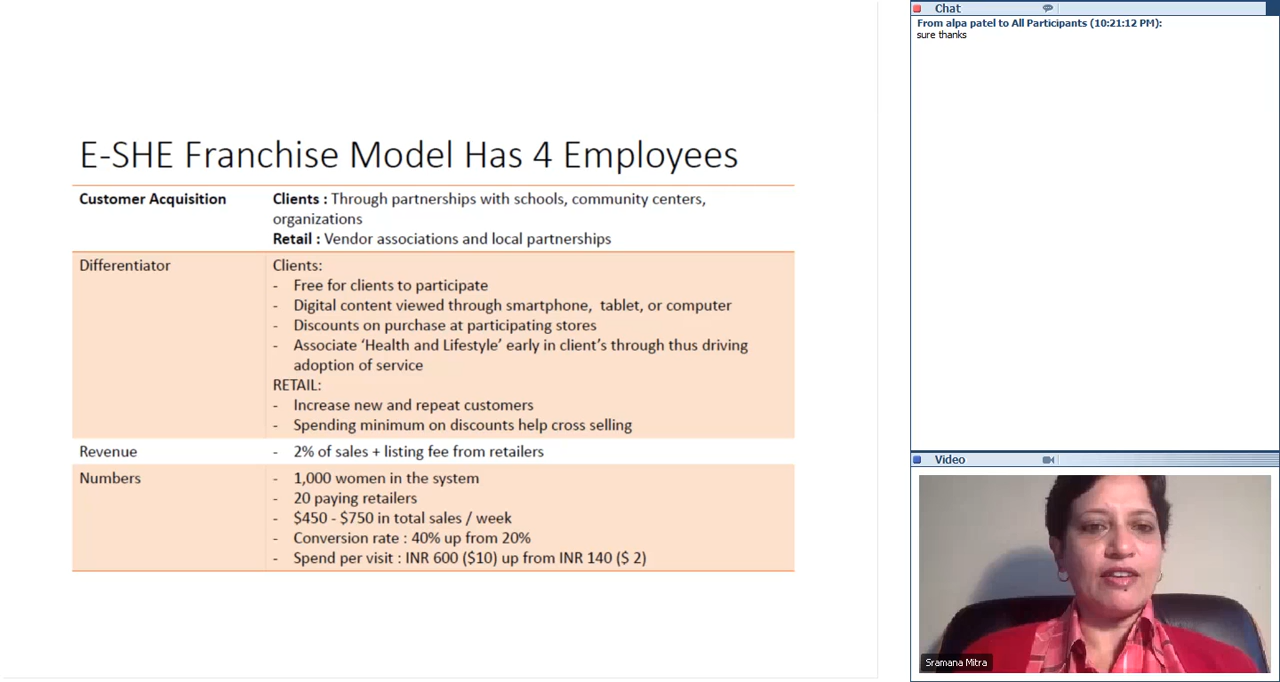 E-SHE Franchise Model Has 4 Employees
Customer Acquisition
Clients : Through partnerships with schools, community centers,
organizations
Retail : Vendor associations and local partnerships
Differentiator
Clients:
- Free for clients to participate
- Digital content viewed through smartphone, tablet, or computer
- Discounts on purchase at participating stores
- Associate ‘Health and Lifestyle’ early in client’s through thus driving
adoption of service
RETAIL:
- Increase new and repeat customers
- Spending minimum on discounts help cross selling
Revenue
- 2% of sales + listing fee from retailers
Numbers
- 1,000 women in the system
- 20 paying retailers
- $450 - $750 in total sales / week
- Conversion rate : 40% up from 20%
- Spend per visit : INR 600 ($10) up from INR 140 ($ 2)
Chat
From alpa patel to All Participants (10:21:12 PM):
sure thanks
Video
Sramana Mitra